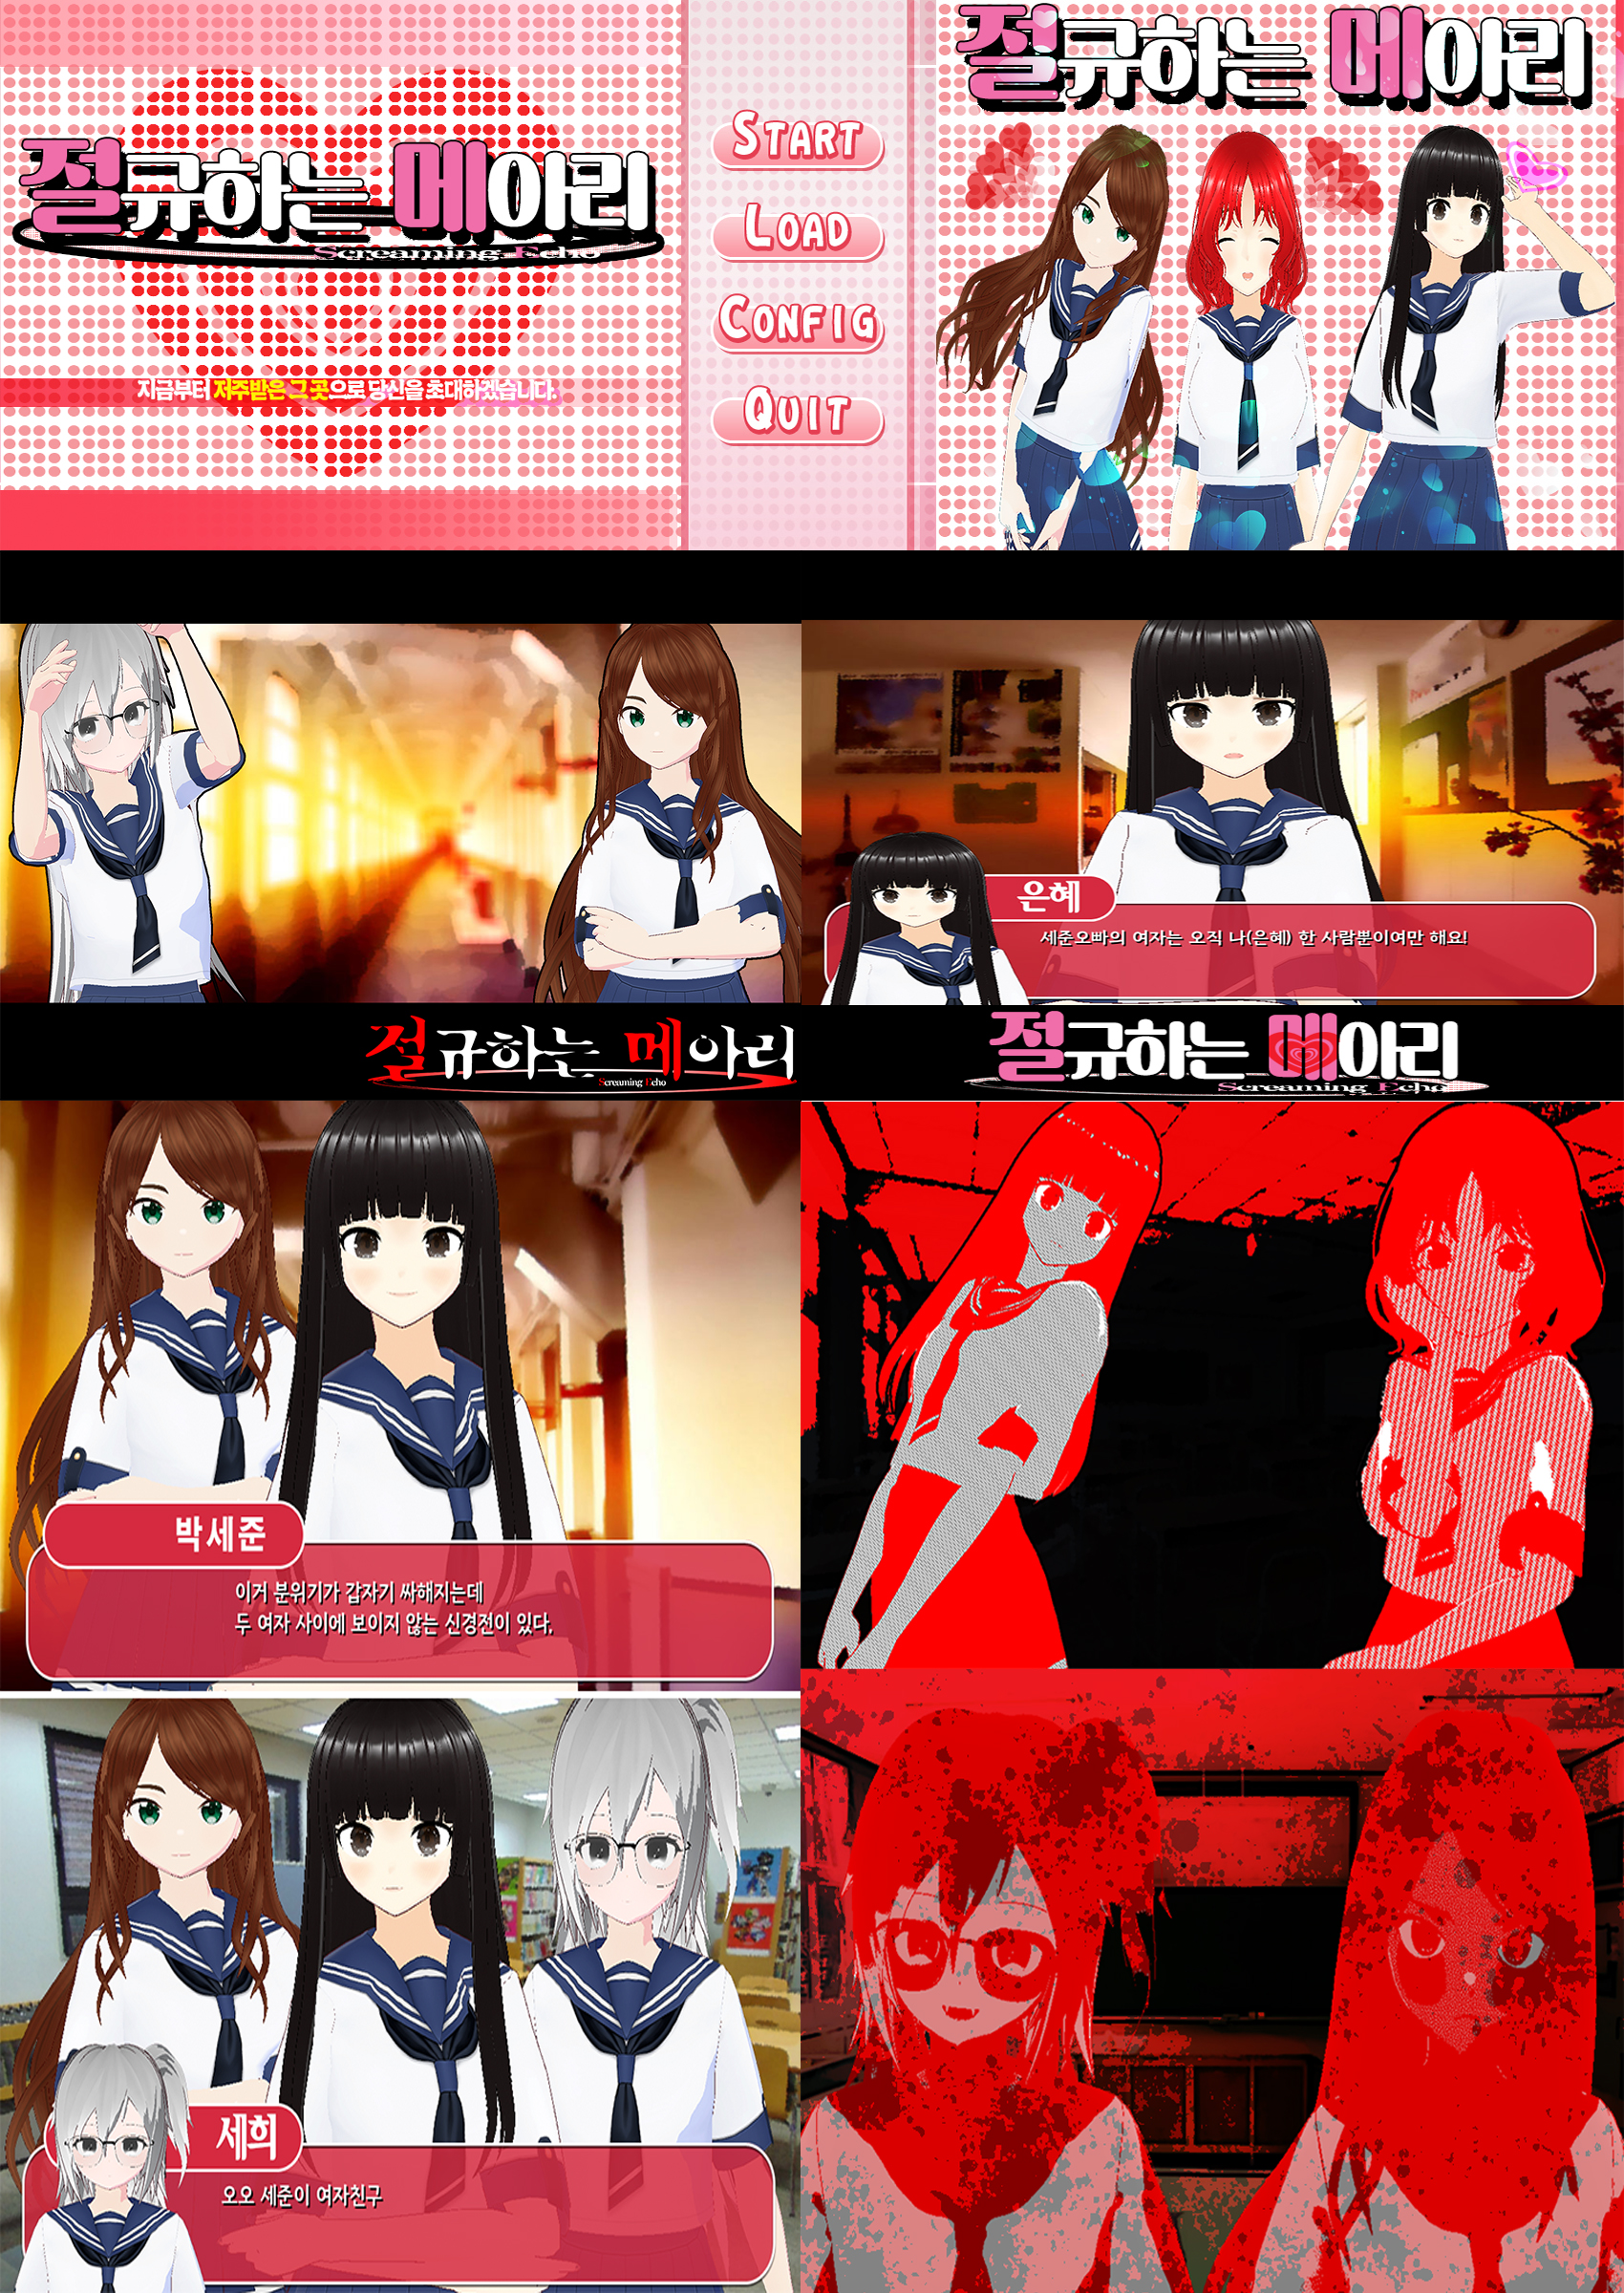 절규하는 메아리
절규하는 메아리
Screaming Echo
지금부터 저주받은 그 곳으로 당신을 초대하겠습니다.
START
LOAD
CONFIG
QUIT
은혜
세준오빠의 여자는 오직 나(은혜) 한 사람뿐이여만 해요!
절규하는 메아리
Screaming Echo
절규하는 메아리
Screaming Echo
박세준
이거 분위기가 갑자기 싸해지는데
두 여자 사이에 보이지 않는 신경전이 있다.
세희
오오 세준이 여자친구